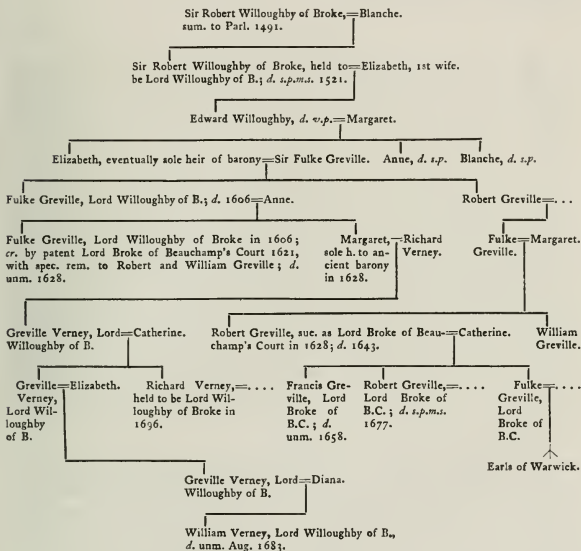 Sir Robert Willoughby of Broke,=Blanche.
sum. to Parl. 1491.
Sir Robert Willoughby of Broke, held to=Elizabeth, 1st wife.
be Lord Willoughby of B.; d. s.p.m.s. 1521.
Edward Willoughby, d. v.p.=Margaret.
Elizabeth, eventually sole heir of barony=Sir Fulke Greville. Anne, d. s.p. Blanche, d. s.p.
Fulke Greville, Lord Willoughby of B.; d. 1606=Anne.
Robert Greville=...
Fulke Greville, Lord Willoughby of Broke in 1606;
cr. by patent Lord Broke of Beauchamp's Court 1621,
with spec. rem. to Robert and William Greville; d.
unm. 1628.
Margaret,=Richard
sole h. to an- Verney.
cient barony
in 1628.
Fulke=Margaret.
Greville.
Greville Verney, Lord=Catherine.
Willoughby of B.
Robert Greville, suc. as Lord Broke of Beau-=Catherine.
champ's Court in 1628; d. 1643.
William
Greville.
Greville=Elizabeth.
Verney,
Lord Wil-
loughby
of B.
Richard Verney,=....
held to be Lord Wil-
loughby of Broke in
1696.
Francis Gre-
ville, Lord
Broke of
B.C.; d.
unm. 1658.
Robert Greville,=....
Lord Broke of
B.C.; d. s.p.m.s.
1677.
Fulke=....
Greville,
Lord
Broke of
B.C.
Earls of Warwick.
Greville Verney, Lord=Diana.
Willoughby of B.
William Verney, Lord Willoughby of B.,
d. unm. Aug. 1683.